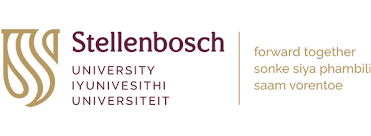 Stellenbosch
UNIVERSITY
IYUNIVESITHI
UNIVERSITEIT
forward together
sonke siya phambili
saam vorentoe